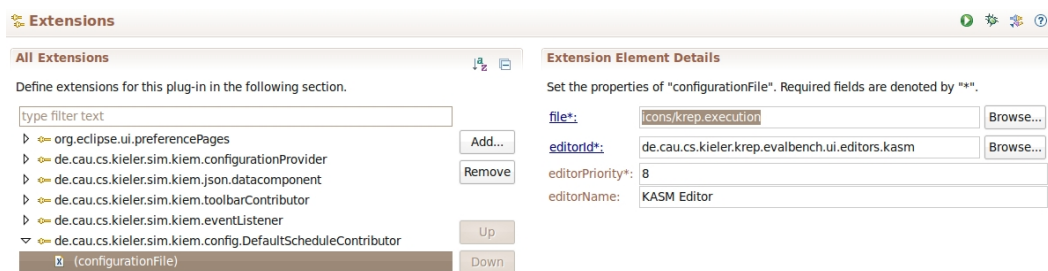 Extensions
All Extensions
Define extensions for this plug-in in the following section.
type filter text
org.eclipse.ui.preferencePages
de.cau.cs.kieler.sim.kiem.configurationProvider
de.cau.cs.kieler.sim.kiem.json.datacomponent
de.cau.cs.kieler.sim.kiem.toolbarContributor
de.cau.cs.kieler.sim.kiem.eventListener
de.cau.cs.kieler.sim.kiem.config.DefaultScheduleContributor
(configurationFile)
Add...
Remove
Up
Down
Extension Element Details
Set the properties of "configurationFile". Required fields are denoted by "*".
file*: icons/krep.execution Browse...
editorId*: de.cau.cs.kieler.krep.evalbench.ui.editors.kasm Browse...
editorPriority*: 8
editorName: KASM Editor